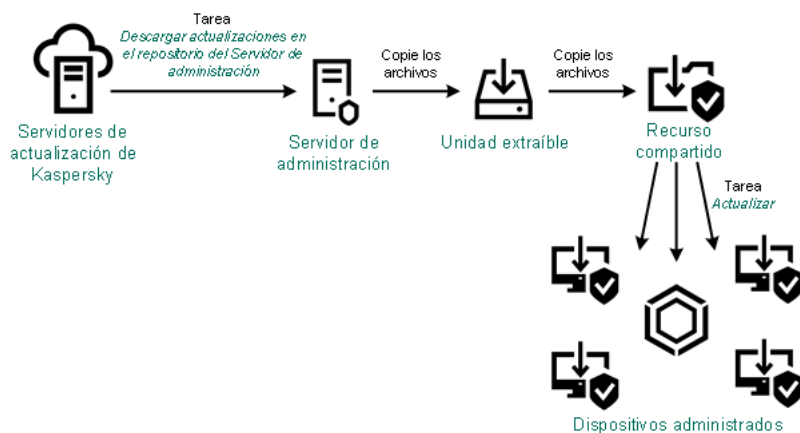 Tarea
Descargar actualizaciones en
el repositorio del Servidor de
administración
Copie los
archivos
Copie los
archivos
Servidores de
actualización de
Kaspersky
Servidor de
administración
Unidad extraíble
Recurso
compartido
Tarea
Actualizar
Dispositivos administrados